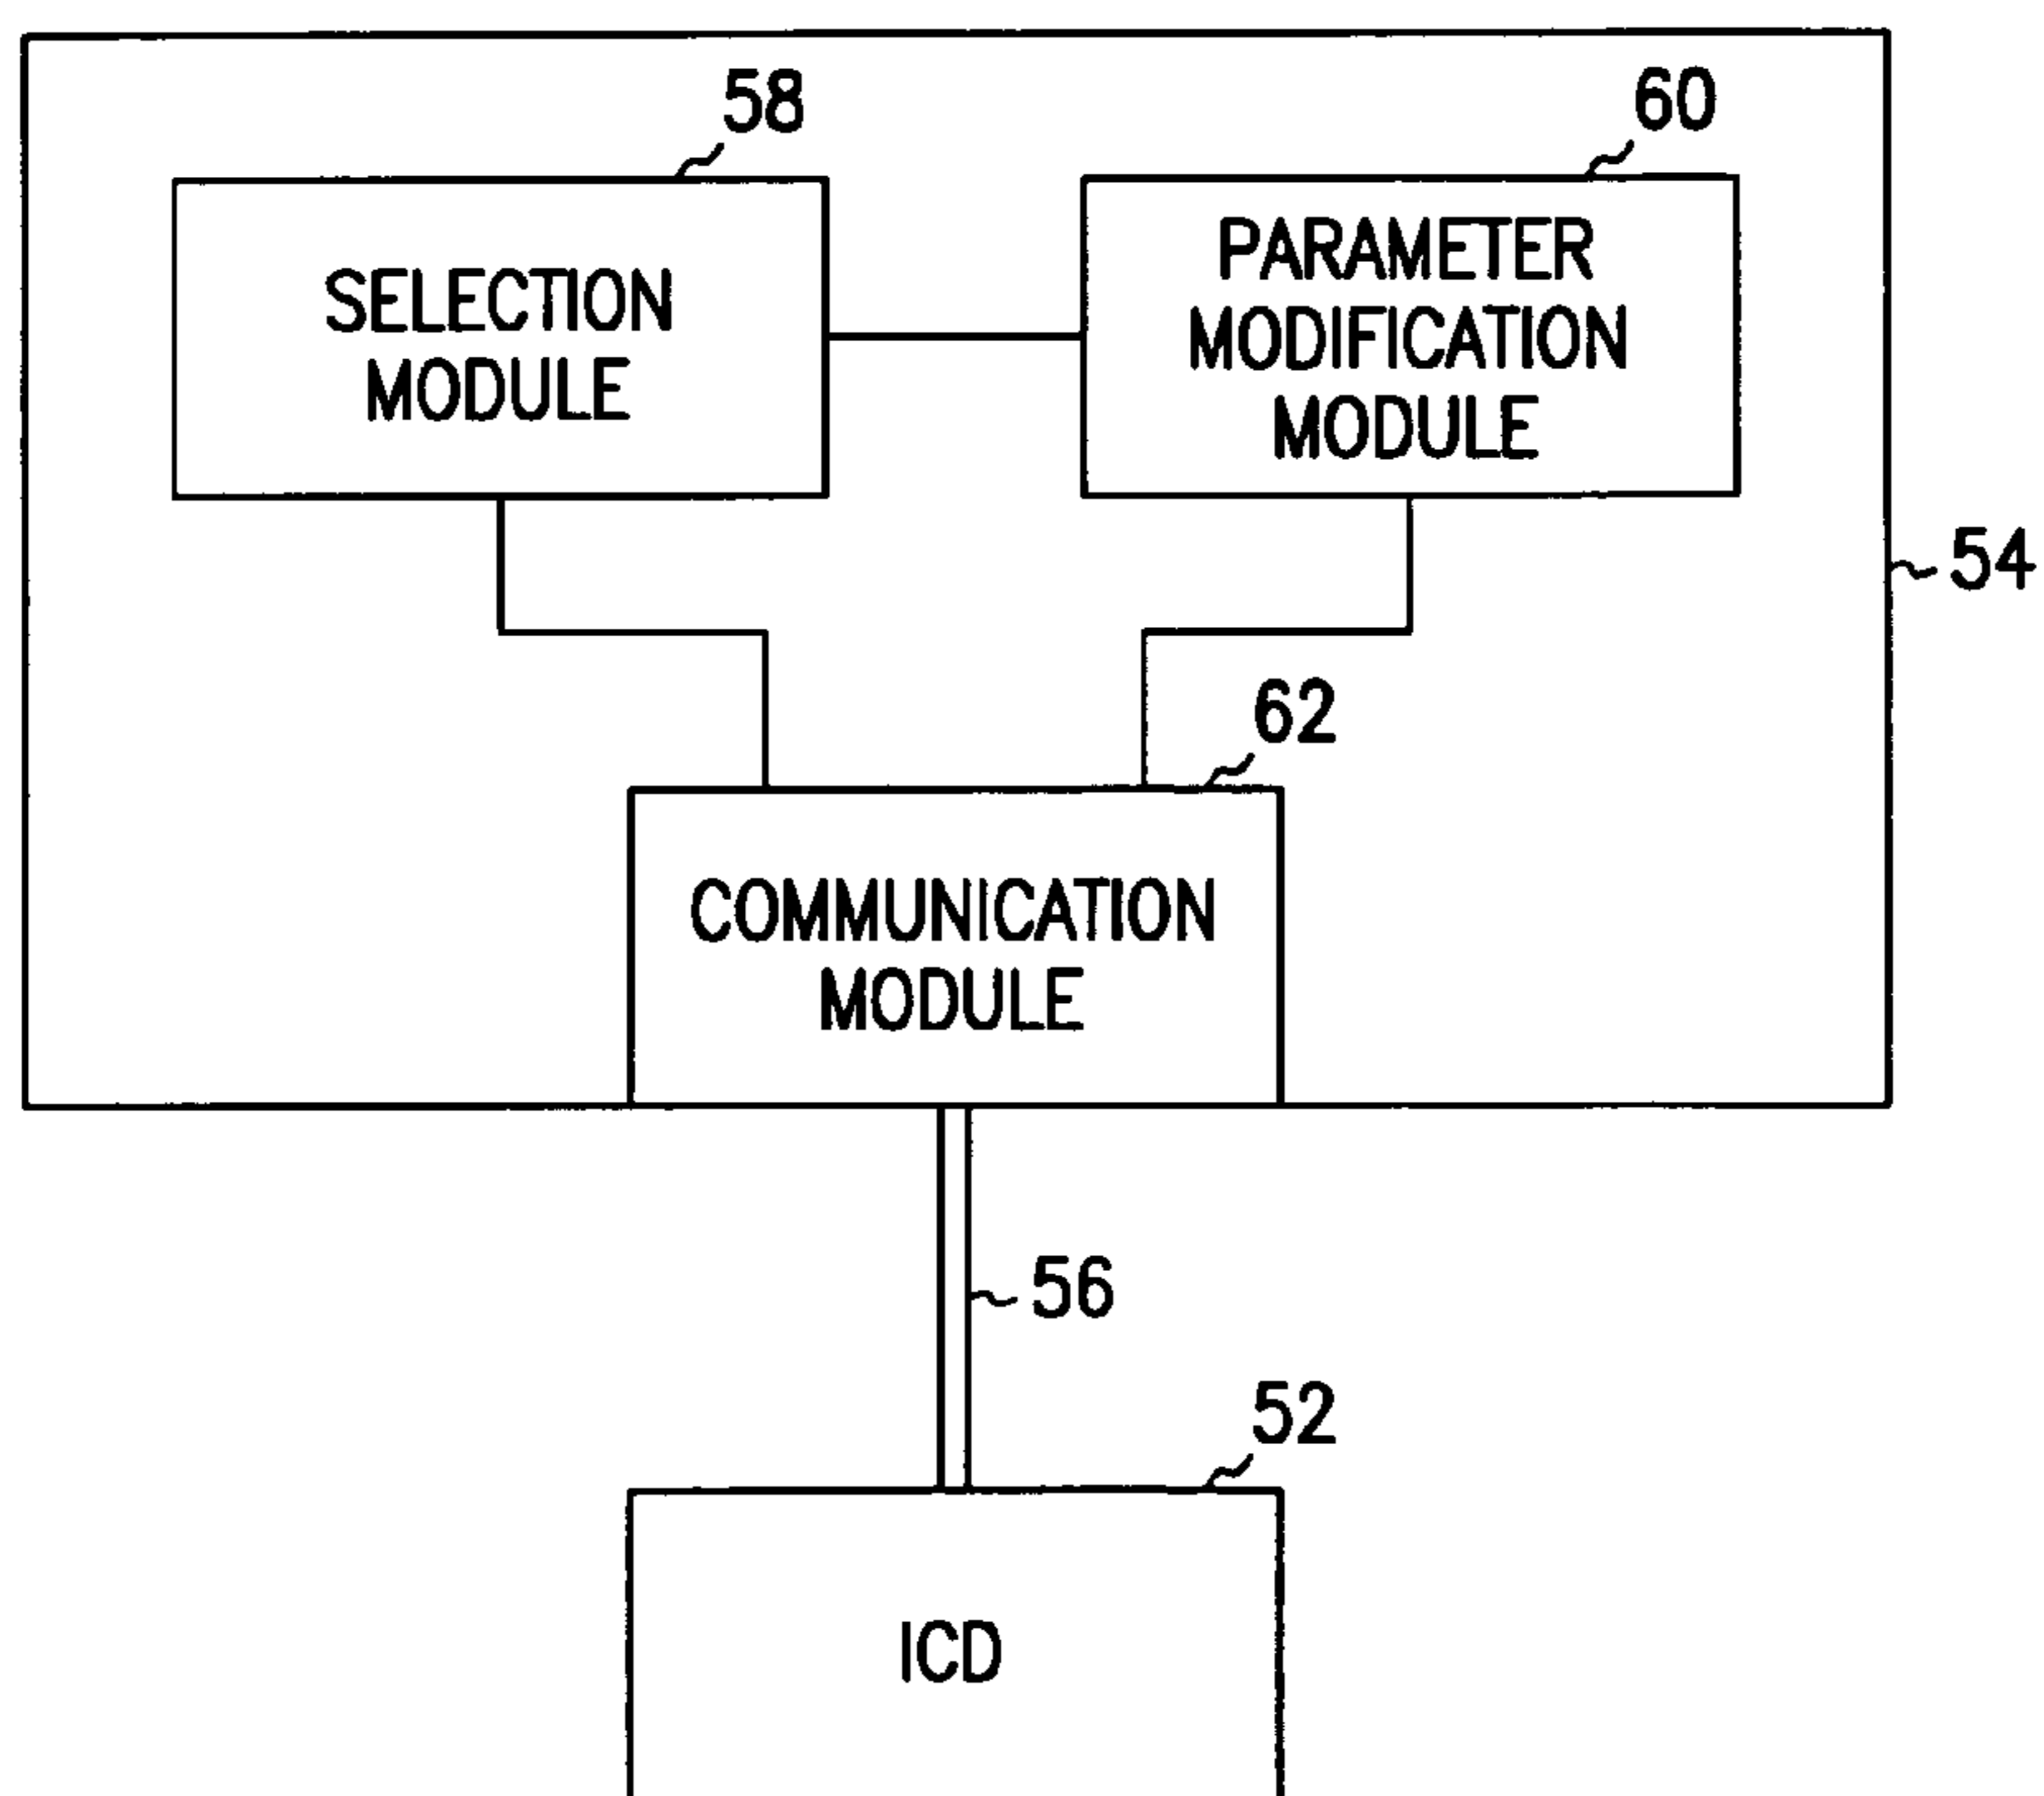 58
60
SELECTION
MODULE
PARAMETER
MODIFICATION
MODULE
54
62
COMMUNICATION
MODULE
56
52
ICD